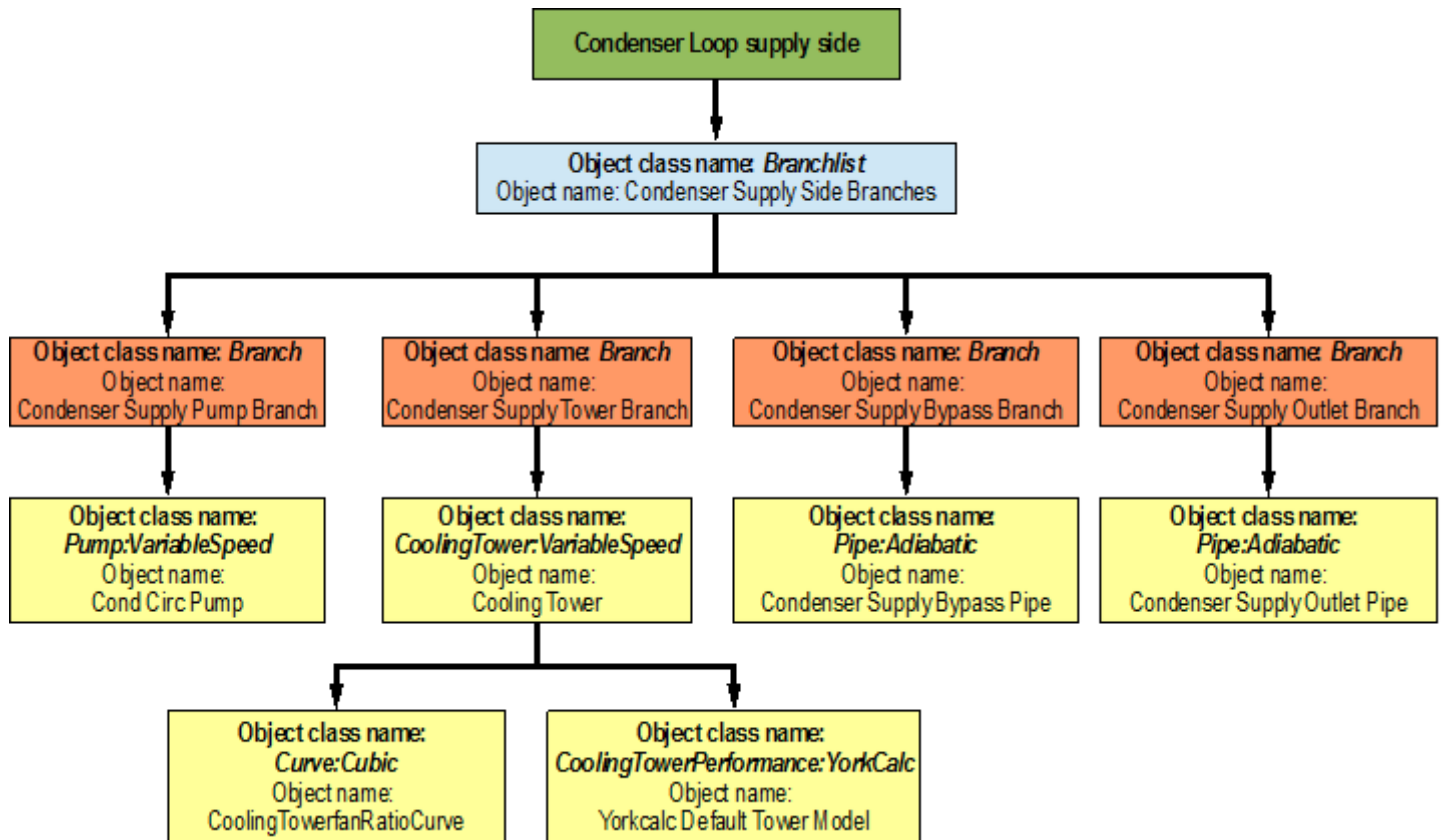 Condenser Loop supply side
Object class name: Branchlist
Object name: Condenser Supply Side Branches
Object class name: Branch
Object name:
Condenser Supply Pump Branch
Object class name: Branch
Object name:
Condenser Supply Tower Branch
Object class name: Branch
Object name:
Condenser Supply Bypass Branch
Object class name: Branch
Object name:
Condenser Supply Outlet Branch
Object class name:
Pump:VariableSpeed
Object name:
Cond Circ Pump
Object class name:
CoolingTower:VariableSpeed
Object name:
Cooling Tower
Object class name:
Pipe:Adiabatic
Object name:
Condenser Supply Bypass Pipe
Object class name:
Pipe:Adiabatic
Object name:
Condenser Supply Outlet Pipe
Object class name:
Curve:Cubic
Object name:
CoolingTowerfanRatioCurve
Object class name:
CoolingTowerPerformance:YorkCalc
Object name:
Yorkcalc Default Tower Model